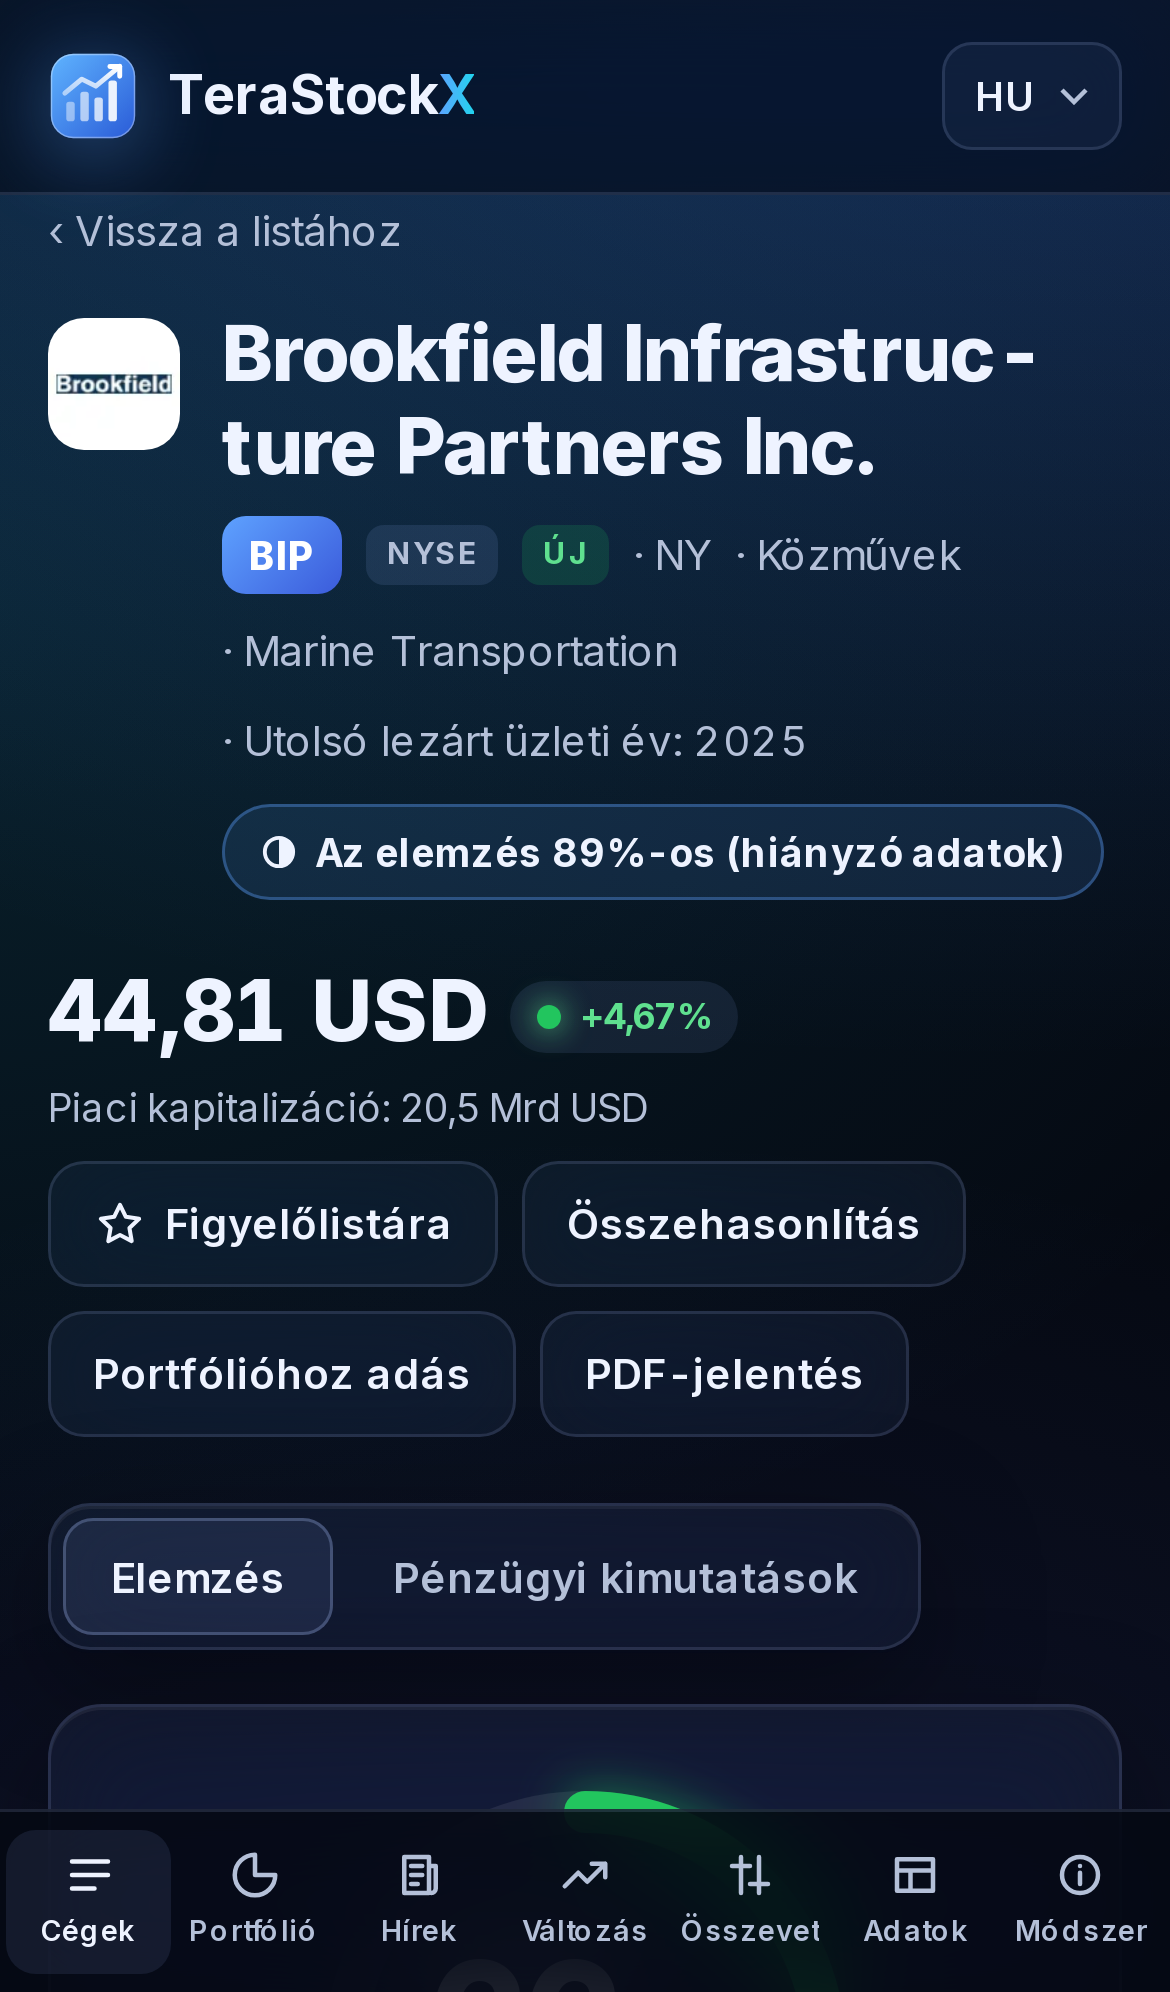 TeraStockX
HU
‹ Vissza a listához
Brookfield
Brookfield Infrastruc-
ture Partners Inc.
BIP NYSE ÚJ · NY · Közművek
· Marine Transportation
· Utolsó lezárt üzleti év: 2025
Az elemzés 89%-os (hiányzó adatok)
44,81 USD +4,67%
Piaci kapitalizáció: 20,5 Mrd USD
Figyelőlistára Összehasonlítás
Portfólióhoz adás PDF-jelentés
Elemzés Pénzügyi kimutatások
Cégek Portfólió Hírek Változás Összevet Adatok Módszer